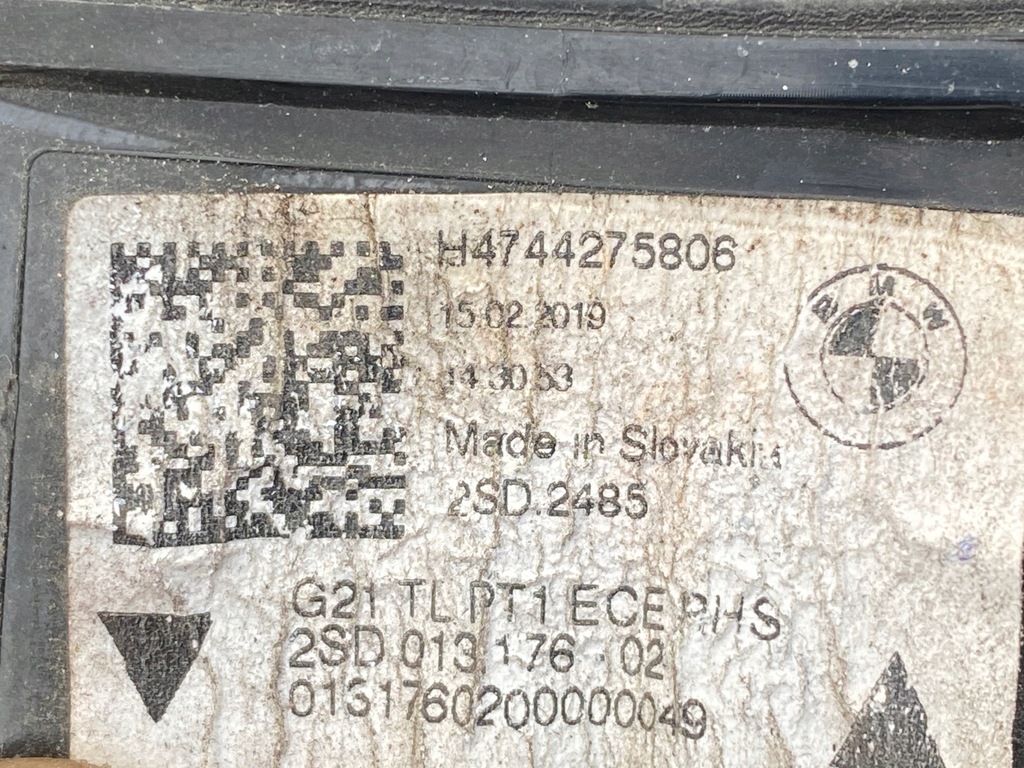 H4744275806
15.02.2019
14:30:53
BMW
Made in Slovakia
2SD.2485
G21 TL PT1 ECE RHS
2SD 013 176 - 02
0131760200000049